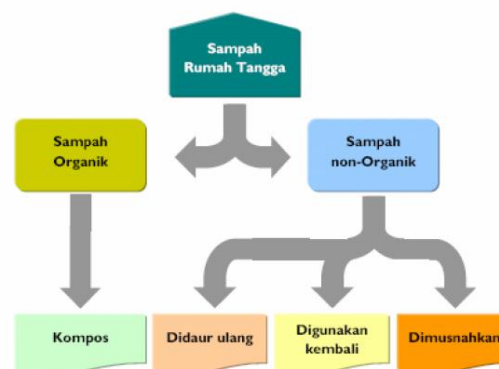 Sampah
Rumah Tangga
Sampah
Organik
Sampah
non-Organik
Kompos
Didaur ulang
Digunakan
kembali
Dimusnahkan